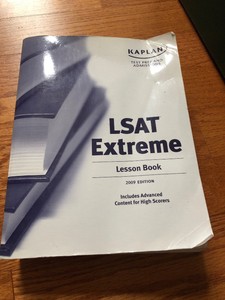 KAPLAN
TEST PREP AND
ADMISSIONS
LSAT
Extreme
Lesson Book
2009 EDITION
Includes Advanced
Content for High Scorers